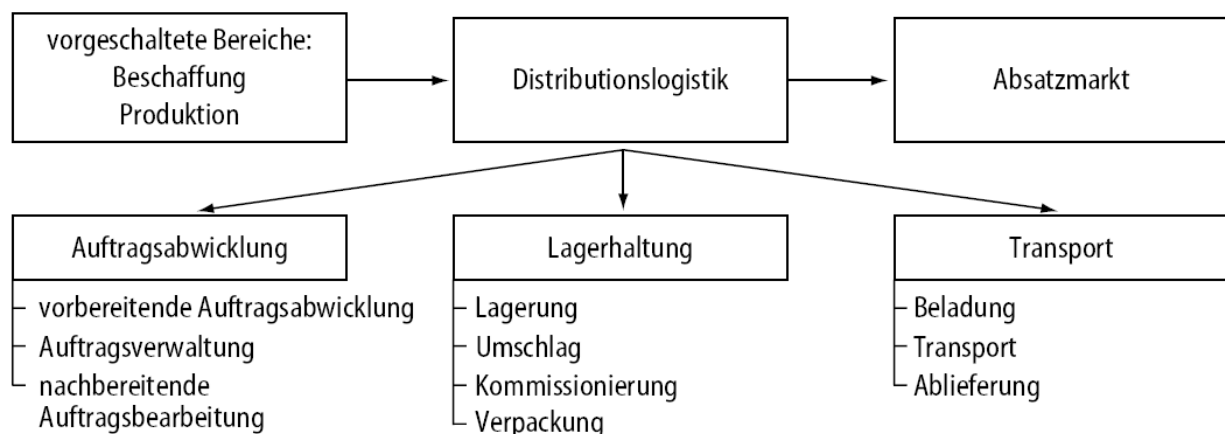 vorgeschaltete Bereiche:
Beschaffung
Produktion
Distributionslogistik
Absatzmarkt
Auftragsabwicklung
vorbereitende Auftragsabwicklung
Auftragsverwaltung
nachbereitende
Auftragsbearbeitung
Lagerhaltung
Lagerung
Umschlag
Kommissionierung
Verpackung
Transport
Beladung
Transport
Ablieferung